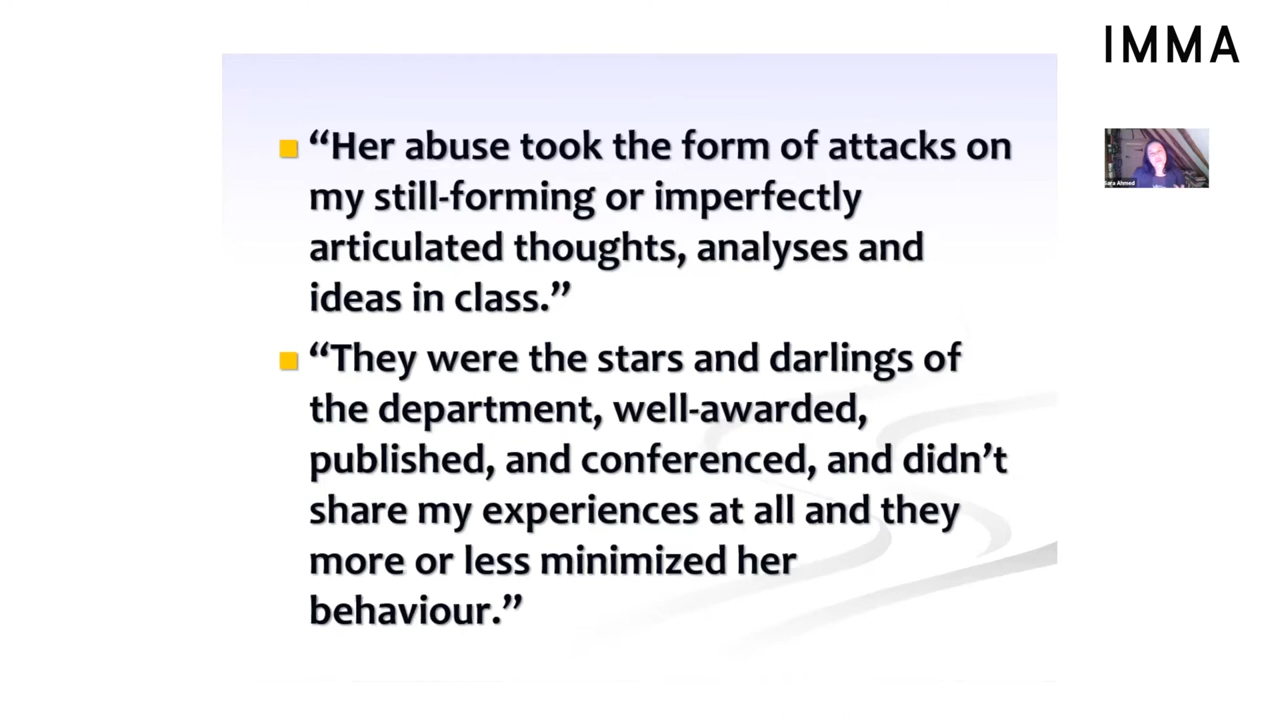 IMMA
“Her abuse took the form of attacks on
my still-forming or imperfectly
articulated thoughts, analyses and
ideas in class.”
“They were the stars and darlings of
the department, well-awarded,
published, and conferenced, and didn’t
share my experiences at all and they
more or less minimized her
behaviour.”
Sara Ahmed